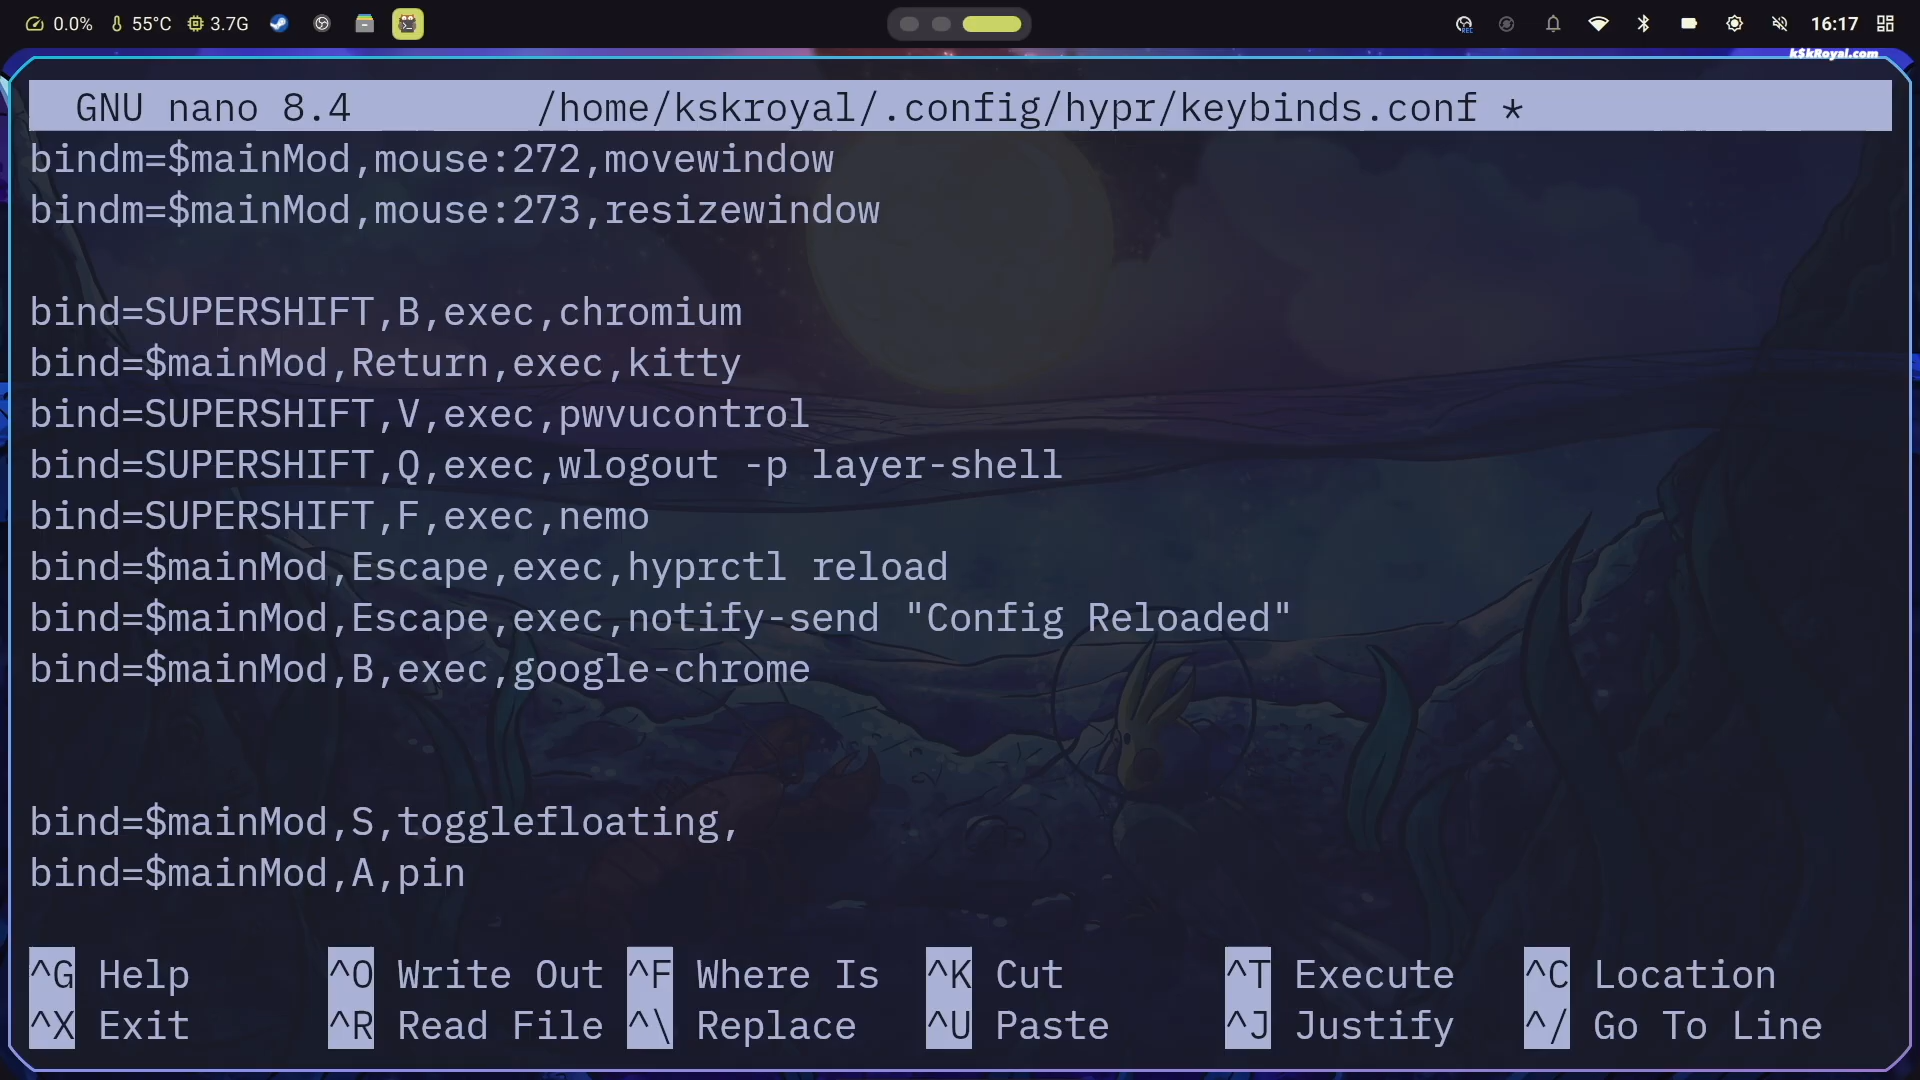 0.0% 55°C 3.7G 16:17
k$kRoyal.com
GNU nano 8.4 /home/kskroyal/.config/hypr/keybinds.conf *
bindm=$mainMod,mouse:272,movewindow
bindm=$mainMod,mouse:273,resizewindow
bind=SUPERSHIFT,B,exec,chromium
bind=$mainMod,Return,exec,kitty
bind=SUPERSHIFT,V,exec,pwvucontrol
bind=SUPERSHIFT,Q,exec,wlogout -p layer-shell
bind=SUPERSHIFT,F,exec,nemo
bind=$mainMod,Escape,exec,hyprctl reload
bind=$mainMod,Escape,exec,notify-send "Config Reloaded"
bind=$mainMod,B,exec,google-chrome
bind=$mainMod,S,togglefloating,
bind=$mainMod,A,pin
^G Help ^O Write Out ^F Where Is ^K Cut ^T Execute ^C Location
^X Exit ^R Read File ^\ Replace ^U Paste ^J Justify ^/ Go To Line